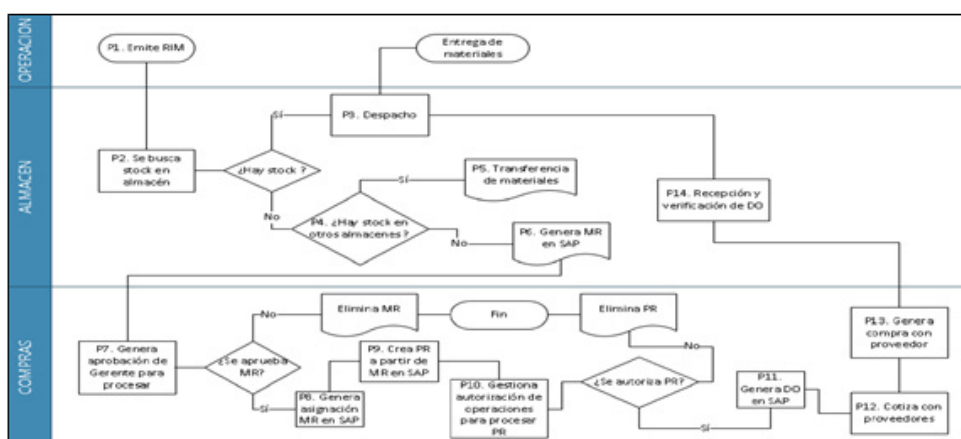 OPERACION
P1. Emite RIM
Entrega de
materiales
ALMACEN
P2. Se busca
stock en
almacén
¿Hay stock ?
Sí
P3. Despacho
No
P4. ¿Hay stock en
otros almacenes ?
Sí
P5. Transferencia
de materiales
No
P6. Genera MR
en SAP
P14. Recepción y
verificación de DO
COMPRAS
P7. Genera
aprobación de
Gerente para
procesar
¿Se aprueba
MR?
No
Elimina MR
Fin
Elimina PR
Sí
P8. Genera
asignación
MR en SAP
P9. Crea PR
a partir de
MR en SAP
P10. Gestiona
autorización de
operaciones
para procesar
PR
¿Se autoriza PR?
No
Sí
P11.
Genera DO
en SAP
P12. Cotiza con
proveedores
P13. Genera
compra con
proveedor